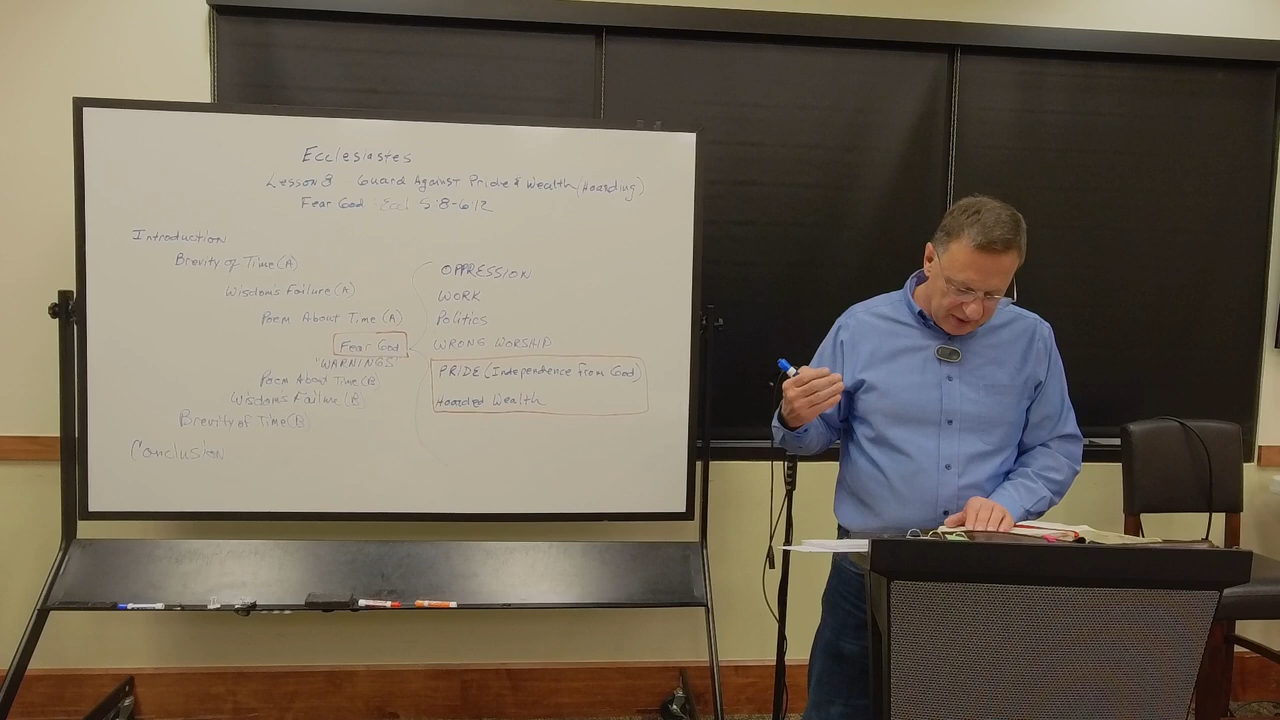 Ecclesiastes
Lesson 8 Guard Against Pride & Wealth (Hoarding)
Fear God : Eccl 5:8-6:12
Introduction
Brevity of Time (A)
Wisdom's Failure (A)
Poem About Time (A)
Fear God
"WARNINGS"
Poem About Time (B)
Wisdom's Failure (B)
Brevity of Time (B)
Conclusion
OPPRESSION
WORK
Politics
WRONG WORSHIP
PRIDE (Independence From God)
Hoarded Wealth